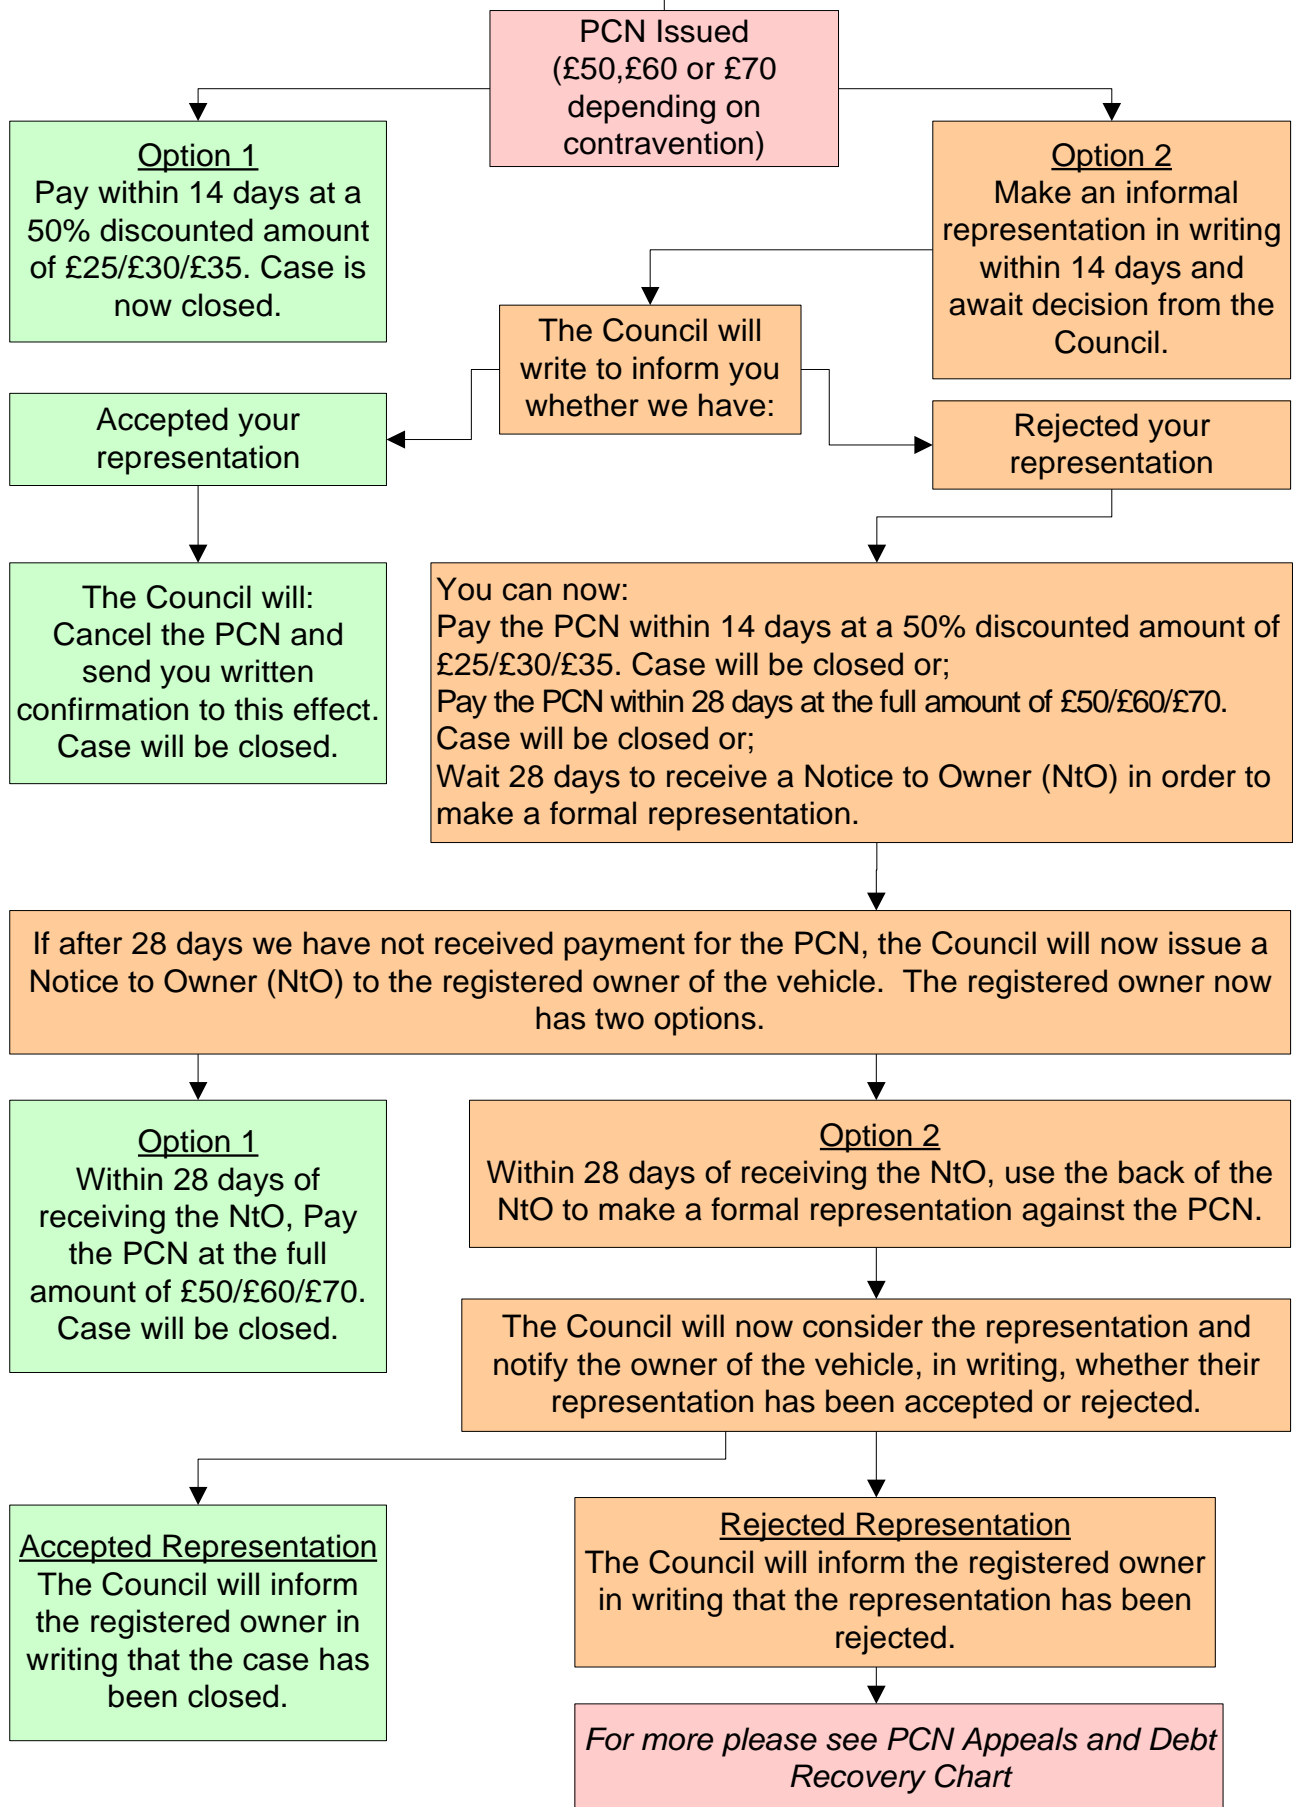 PCN Issued
(£50,£60 or £70
depending on
contravention)
Option 1
Pay within 14 days at a
50% discounted amount
of £25/£30/£35. Case is
now closed.
Option 2
Make an informal
representation in writing
within 14 days and
await decision from the
Council.
The Council will
write to inform you
whether we have:
Accepted your
representation
Rejected your
representation
The Council will:
Cancel the PCN and
send you written
confirmation to this effect.
Case will be closed.
You can now:
Pay the PCN within 14 days at a 50% discounted amount of
£25/£30/£35. Case will be closed or;
Pay the PCN within 28 days at the full amount of £50/£60/£70.
Case will be closed or;
Wait 28 days to receive a Notice to Owner (NtO) in order to
make a formal representation.
If after 28 days we have not received payment for the PCN, the Council will now issue a
Notice to Owner (NtO) to the registered owner of the vehicle.  The registered owner now
has two options.
Option 1
Within 28 days of
receiving the NtO, Pay
the PCN at the full
amount of £50/£60/£70.
Case will be closed.
Option 2
Within 28 days of receiving the NtO, use the back of the
NtO to make a formal representation against the PCN.
The Council will now consider the representation and
notify the owner of the vehicle, in writing, whether their
representation has been accepted or rejected.
Accepted Representation
The Council will inform
the registered owner in
writing that the case has
been closed.
Rejected Representation
The Council will inform the registered owner
in writing that the representation has been
rejected.
For more please see PCN Appeals and Debt
Recovery Chart